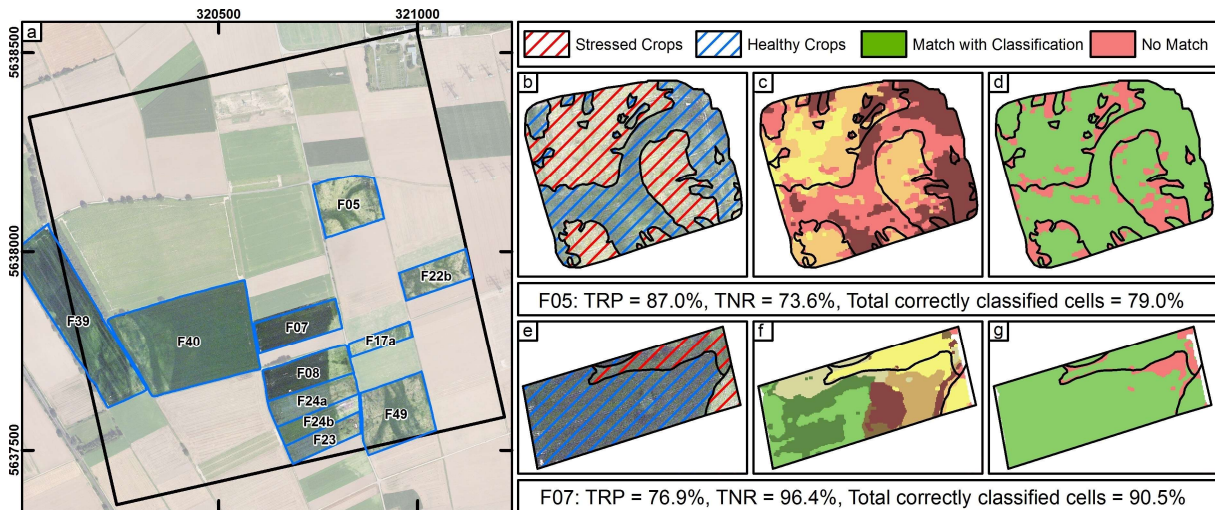 320500 321000
a
5638500
5638000
5637500
F05
F22b
F39
F40
F07
F17a
F08
F24a
F24b
F23
F49
Stressed Crops Healthy Crops Match with Classification No Match
b c d
F05: TRP = 87.0%, TNR = 73.6%, Total correctly classified cells = 79.0%
e f g
F07: TRP = 76.9%, TNR = 96.4%, Total correctly classified cells = 90.5%